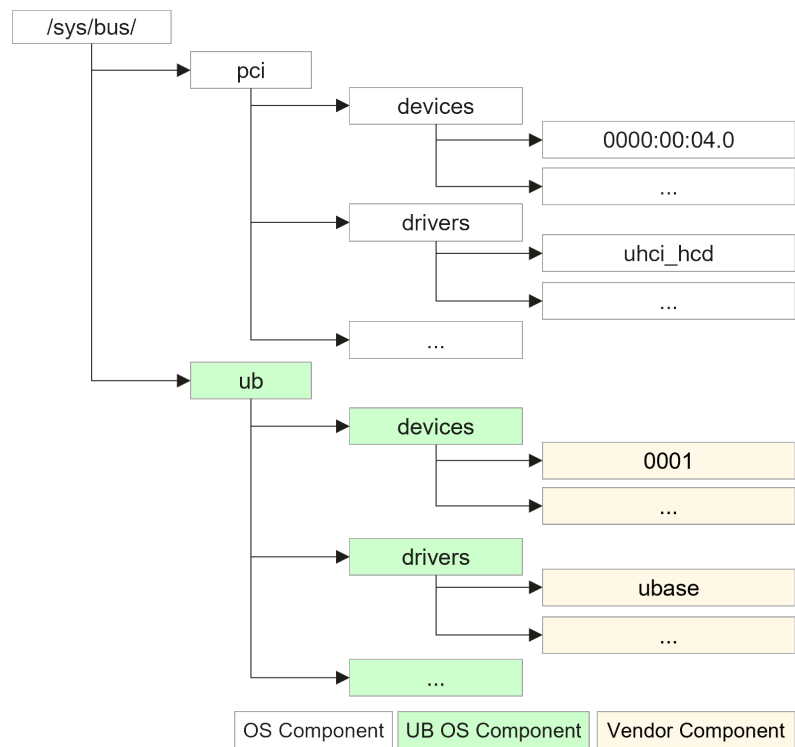 /sys/bus/
pci
devices
0000:00:04.0
...
drivers
uhci_hcd
...
...
ub
devices
0001
...
drivers
ubase
...
...
OS Component
UB OS Component
Vendor Component